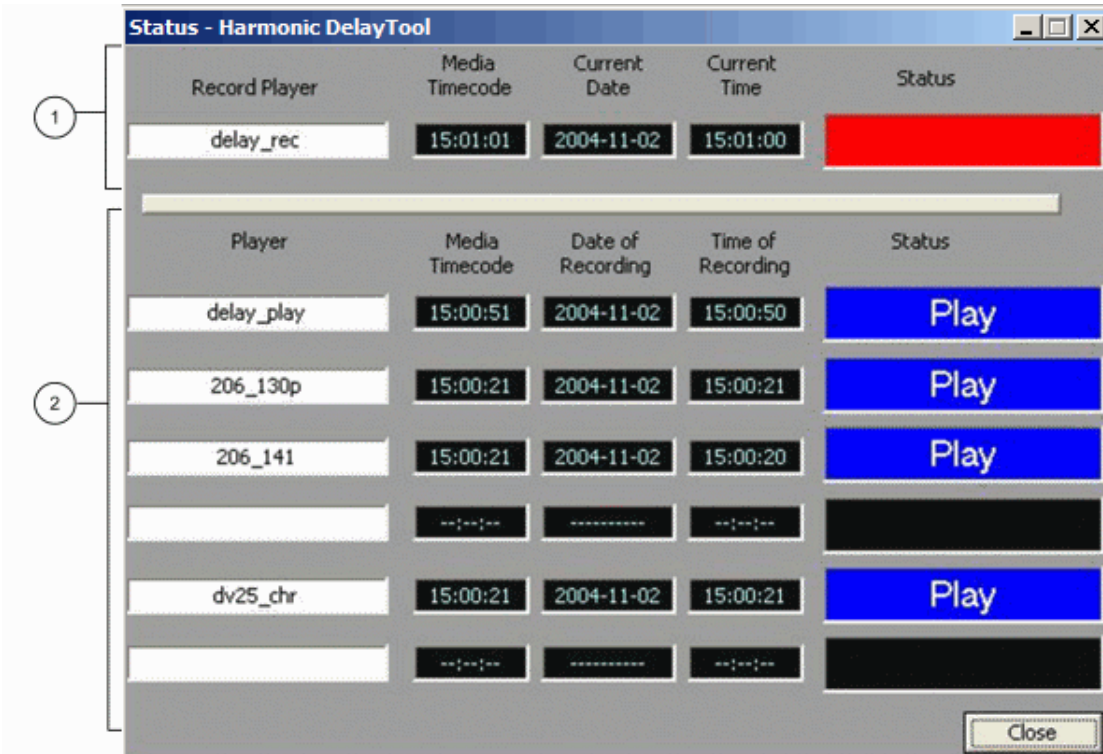 Status - Harmonic DelayTool
1
Record Player
Media Timecode
Current Date
Current Time
Status
delay_rec
15:01:01
2004-11-02
15:01:00
2
Player
Media Timecode
Date of Recording
Time of Recording
Status
delay_play
15:00:51
2004-11-02
15:00:50
Play
206_130p
15:00:21
2004-11-02
15:00:21
Play
206_141
15:00:21
2004-11-02
15:00:20
Play
--:--:--
----------
--:--:--
dv25_chr
15:00:21
2004-11-02
15:00:21
Play
--:--:--
----------
--:--:--
Close